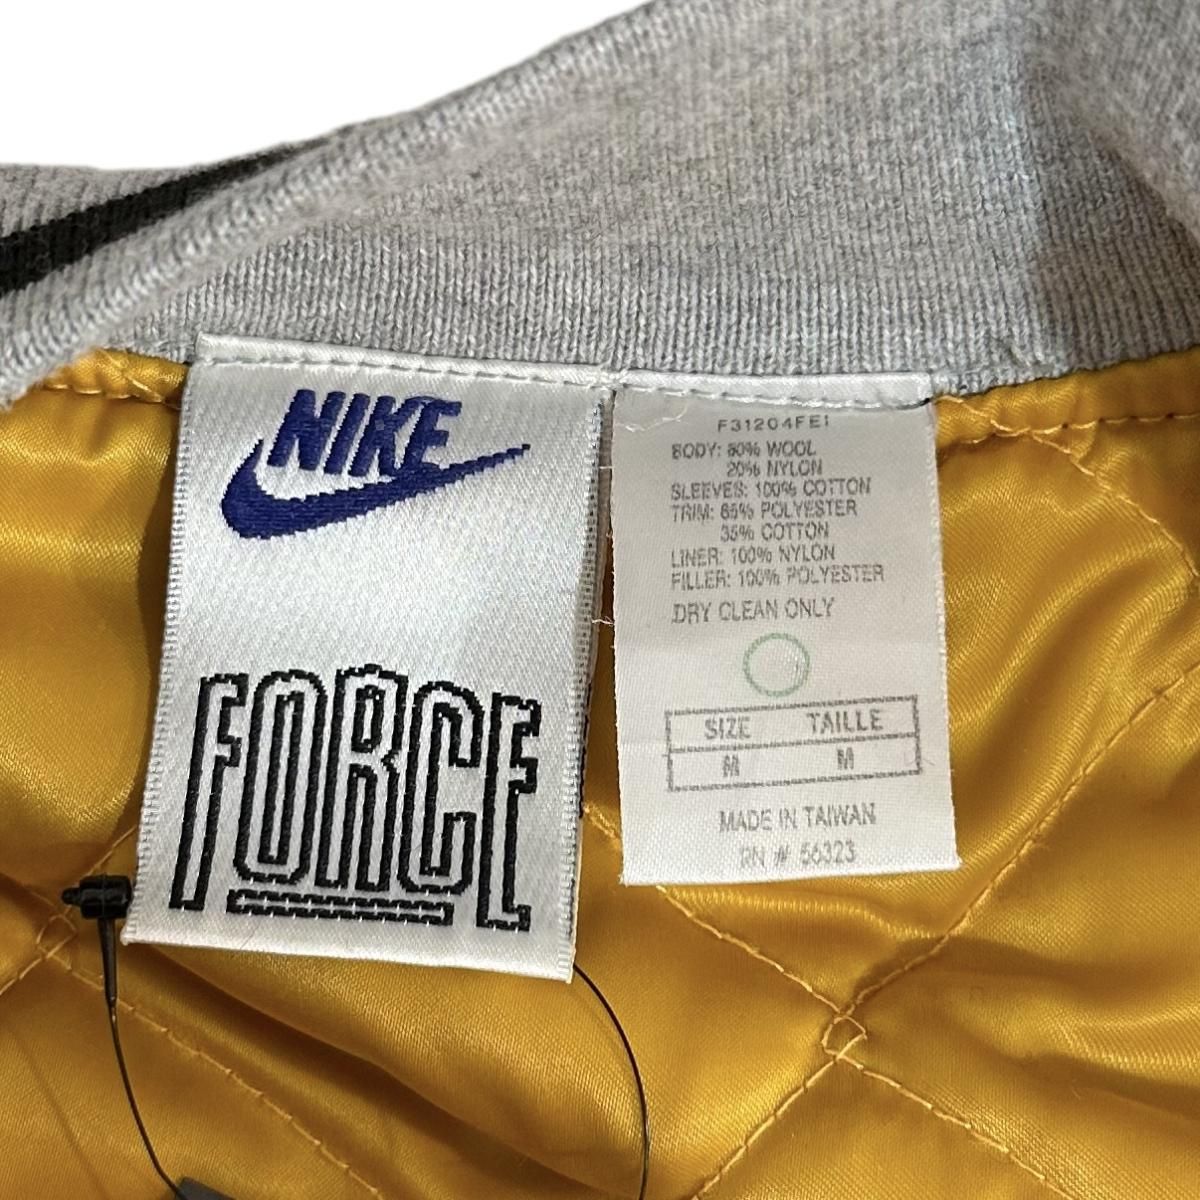 NIKE
FORCE
F31204FE1
BODY: 80% WOOL
20% NYLON
SLEEVES: 100% COTTON
TRIM: 65% POLYESTER
35% COTTON
LINER: 100% NYLON
FILLER: 100% POLYESTER
DRY CLEAN ONLY
SIZE TAILLE
M M
MADE IN TAIWAN
RN # 56323